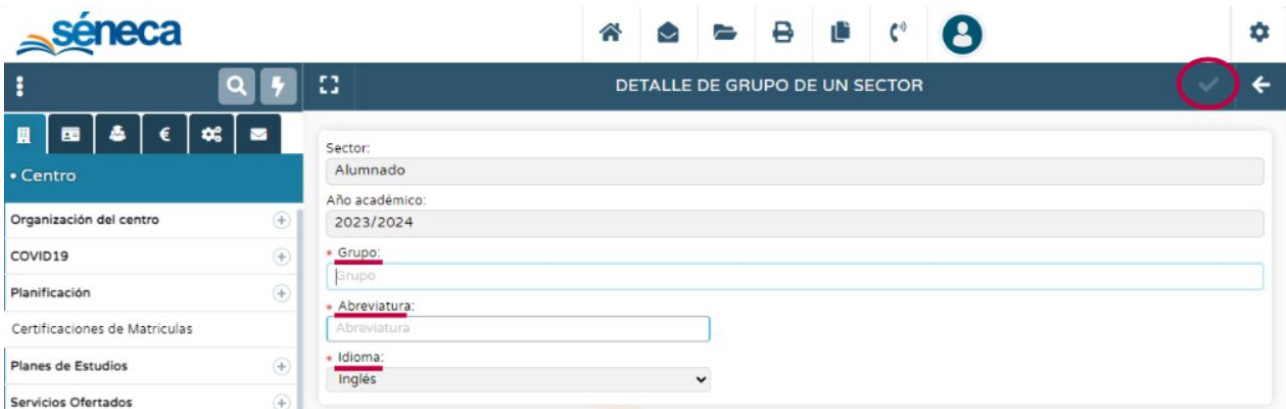 séneca
DETALLE DE GRUPO DE UN SECTOR
€
• Centro
Organización del centro
COVID19
Planificación
Certificaciones de Matrículas
Planes de Estudios
Servicios Ofertados
Sector:
Alumnado
Año académico:
2023/2024
* Grupo:
Grupo
* Abreviatura:
Abreviatura
* Idioma:
Inglés